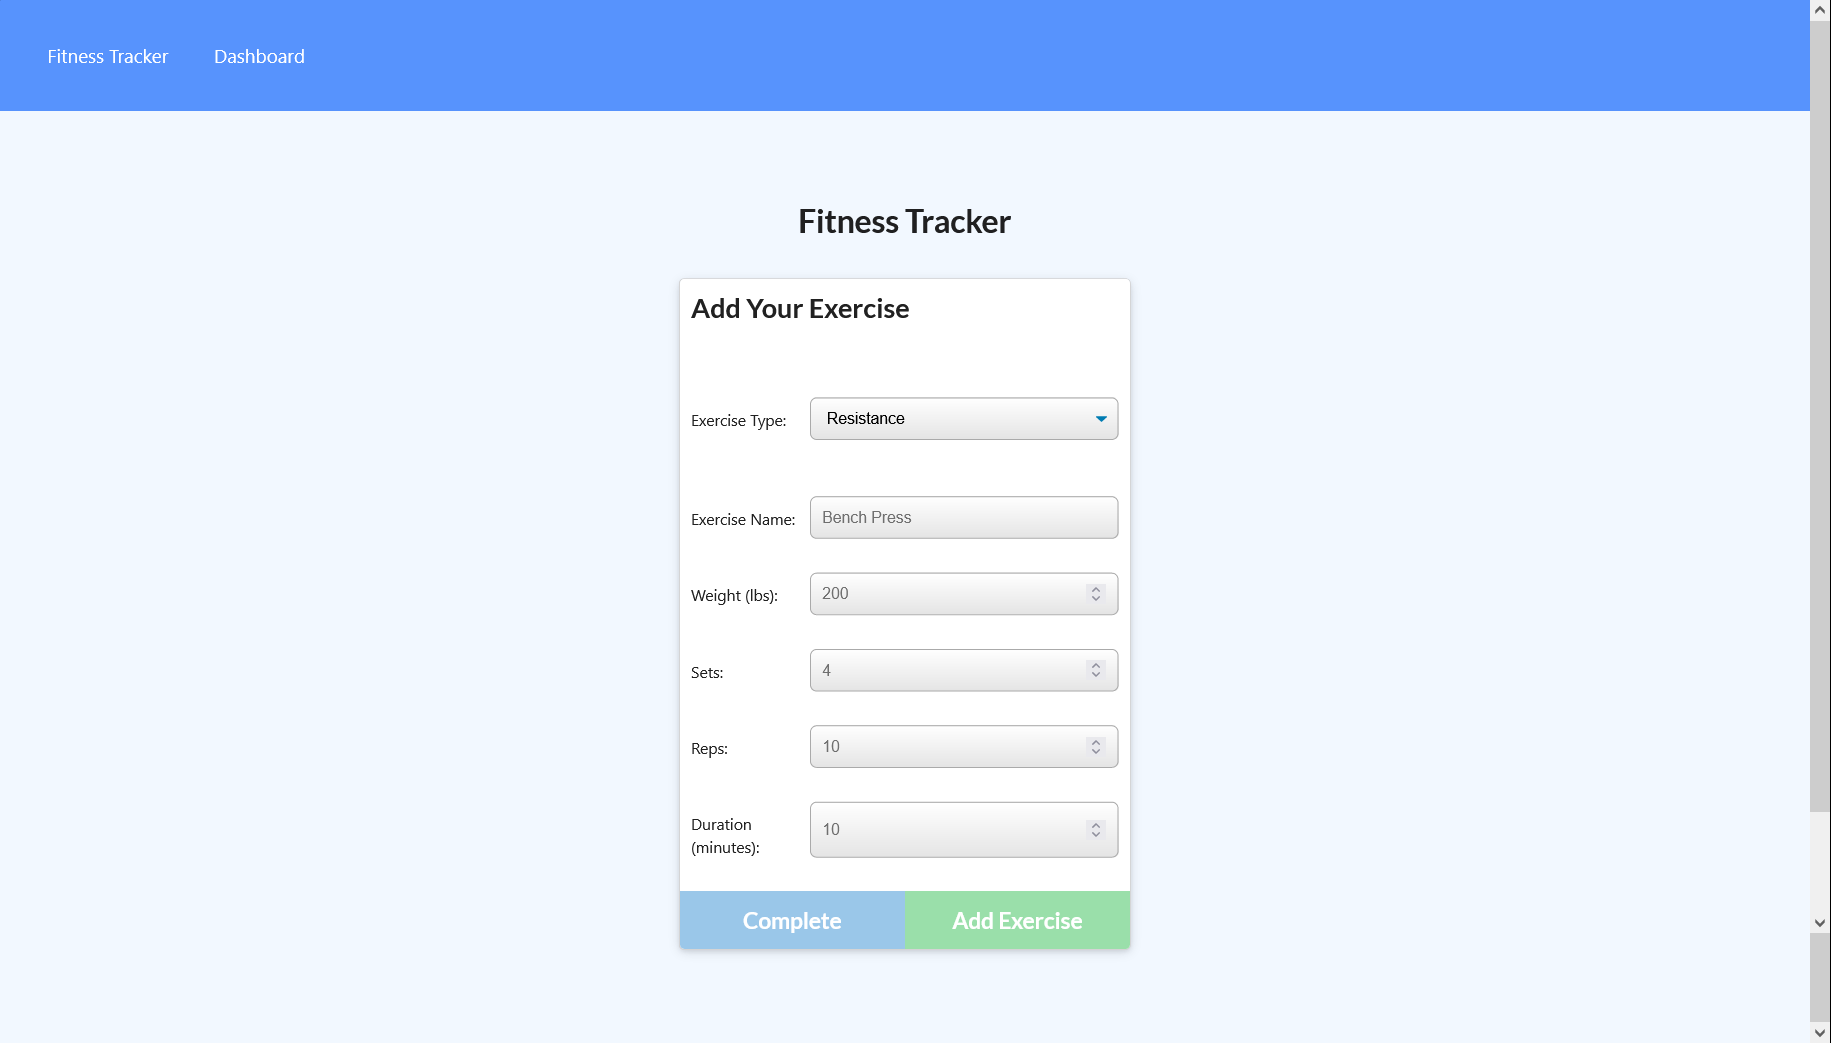 Fitness Tracker Dashboard
Fitness Tracker
Add Your Exercise
Exercise Type: Resistance
Exercise Name: Bench Press
Weight (lbs): 200
Sets: 4
Reps: 10
Duration (minutes): 10
Complete Add Exercise